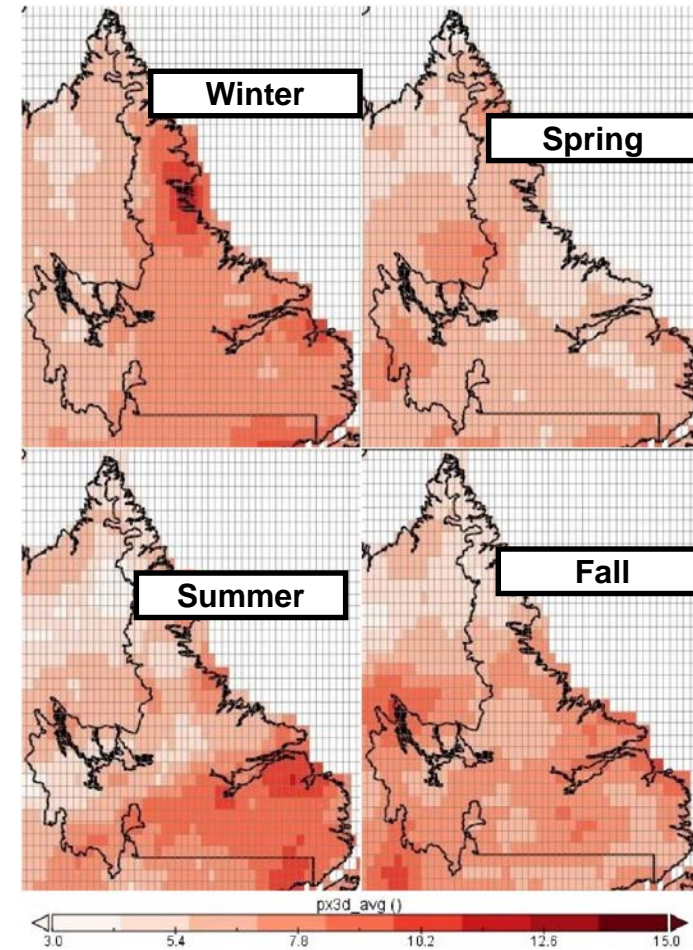 Winter
Spring
Summer
Fall
px3d_avg ()
3.0 5.4 7.8 10.2 12.6 15.0